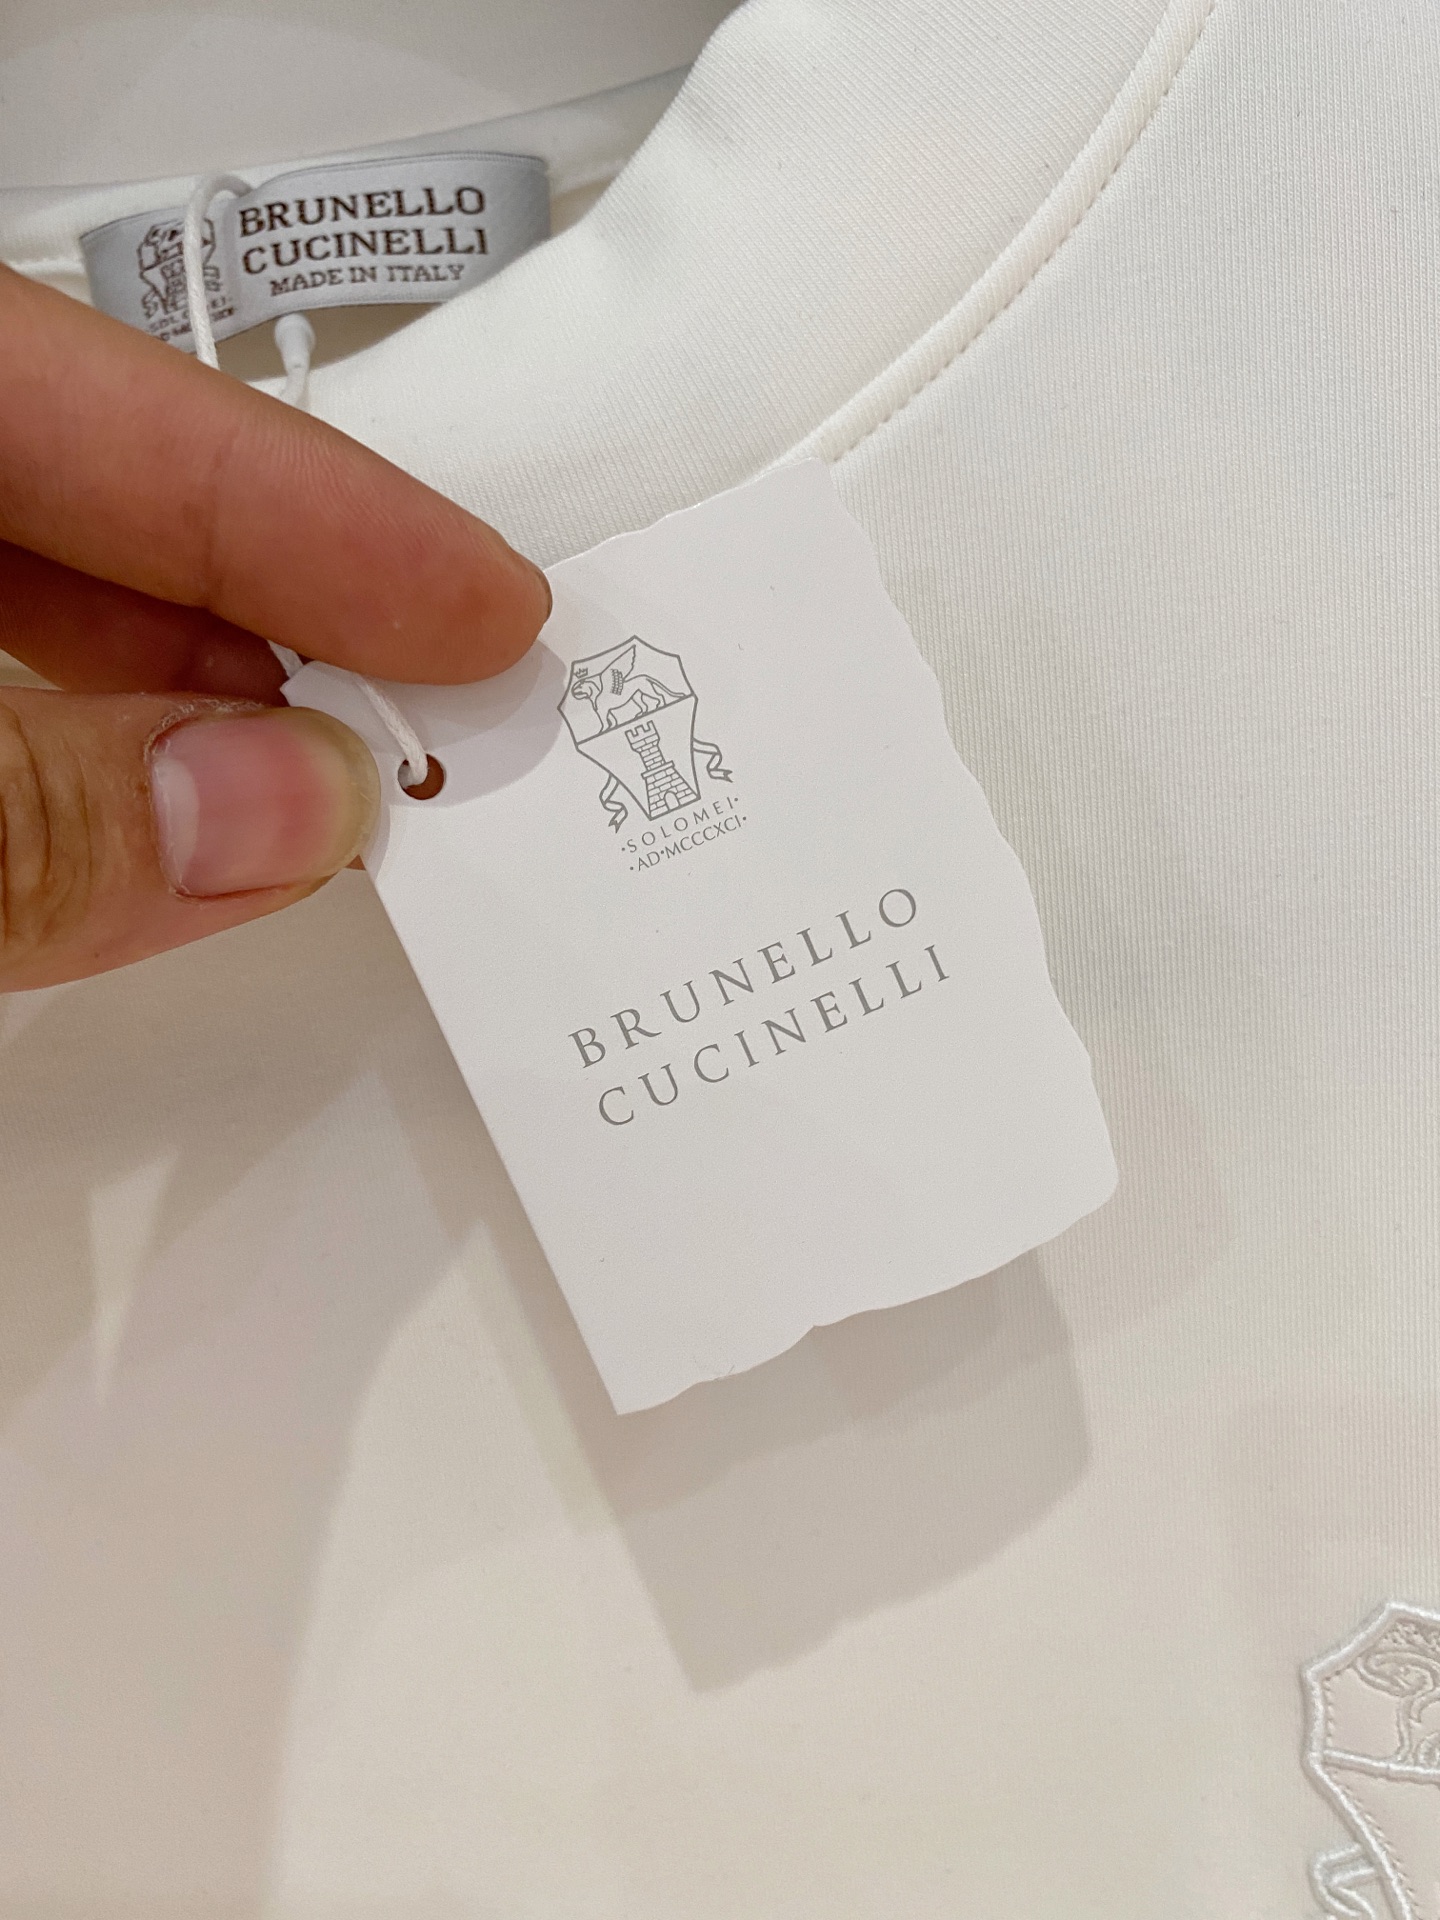 BRUNELLO
CUCINELLI
MADE IN ITALY
·SOLOMEI·
·AD·MCCCXCI·
BRUNELLO
CUCINELLI